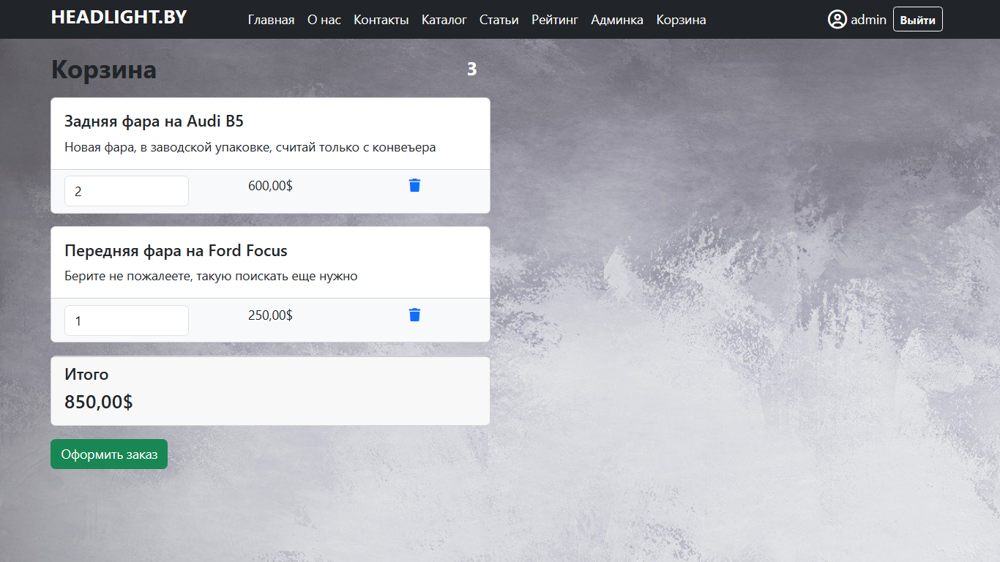 HEADLIGHT.BY Главная О нас Контакты Каталог Статьи Рейтинг Админка Корзина admin Выйти
Корзина 3
Задняя фара на Audi B5
Новая фара, в заводской упаковке, считай только с конвеъера
2 600,00$
Передняя фара на Ford Focus
Берите не пожалеете, такую поискать еще нужно
1 250,00$
Итого
850,00$
Оформить заказ